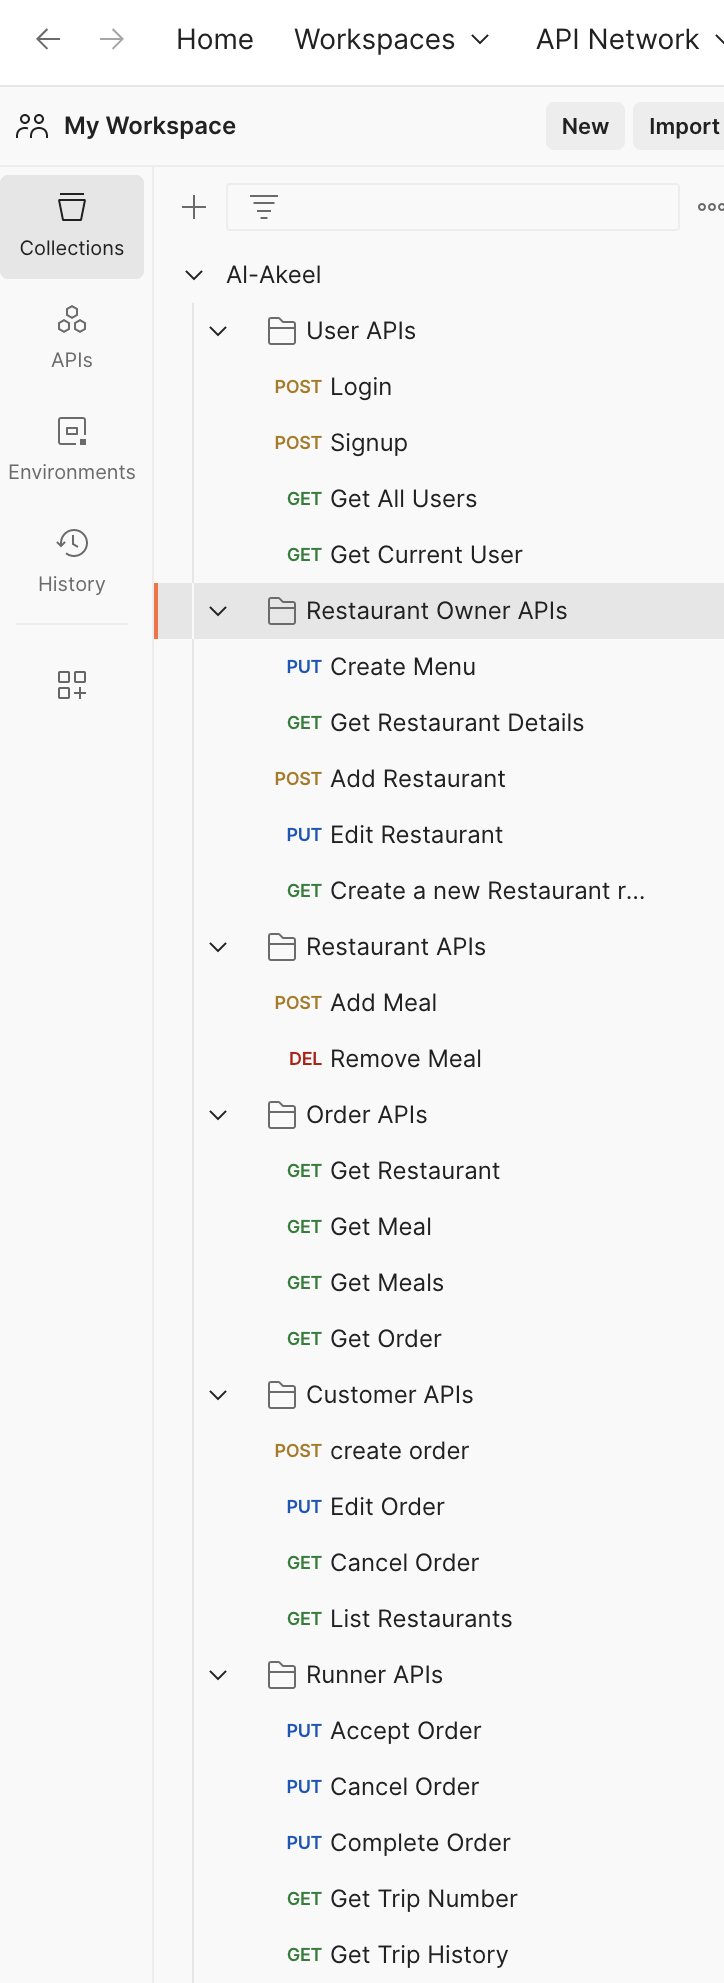 Home Workspaces API Network
My Workspace New Import
Collections
APIs
Environments
History
Al-Akeel
User APIs
POST Login
POST Signup
GET Get All Users
GET Get Current User
Restaurant Owner APIs
PUT Create Menu
GET Get Restaurant Details
POST Add Restaurant
PUT Edit Restaurant
GET Create a new Restaurant r...
Restaurant APIs
POST Add Meal
DEL Remove Meal
Order APIs
GET Get Restaurant
GET Get Meal
GET Get Meals
GET Get Order
Customer APIs
POST create order
PUT Edit Order
GET Cancel Order
GET List Restaurants
Runner APIs
PUT Accept Order
PUT Cancel Order
PUT Complete Order
GET Get Trip Number
GET Get Trip History